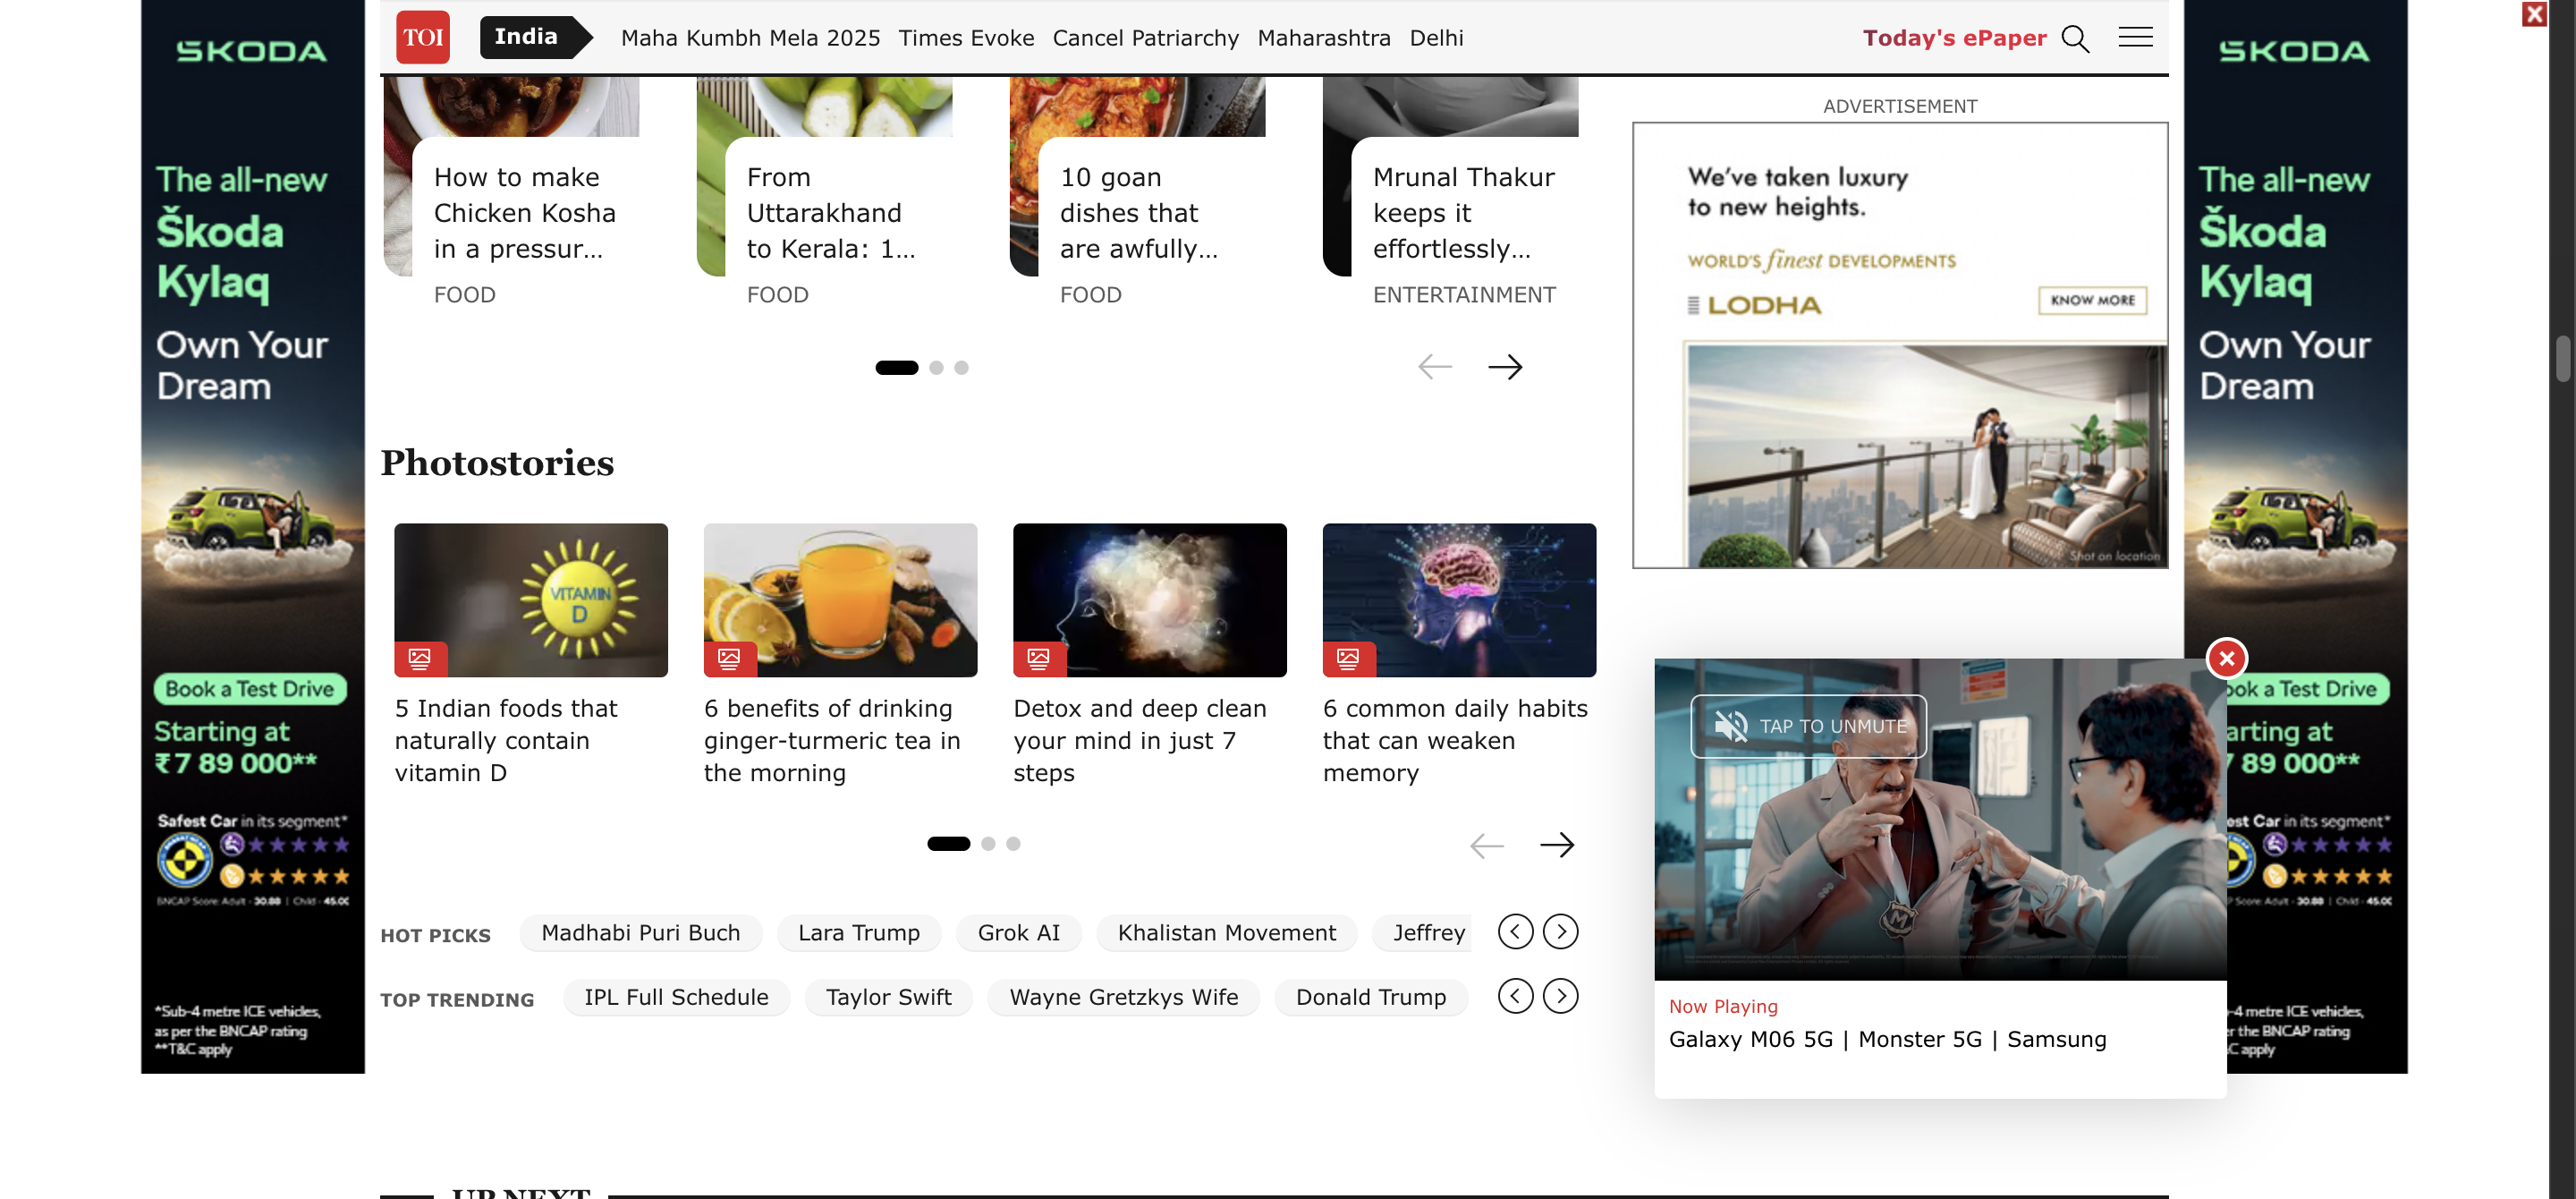 SKODA
The all-new
Škoda
Kylaq
Own Your
Dream
Book a Test Drive
Starting at
₹7 89 000**
Safest Car in its segment*
BNCAP Score: Adult - 30.88 | Child - 45.00
*Sub-4 metre ICE vehicles,
as per the BNCAP rating
**T&C apply
TOI
India
Maha Kumbh Mela 2025
Times Evoke
Cancel Patriarchy
Maharashtra
Delhi
Today's ePaper
How to make
Chicken Kosha
in a pressur...
FOOD
From
Uttarakhand
to Kerala: 1...
FOOD
10 goan
dishes that
are awfully...
FOOD
Mrunal Thakur
keeps it
effortlessly...
ENTERTAINMENT
Photostories
VITAMIN
D
5 Indian foods that
naturally contain
vitamin D
6 benefits of drinking
ginger-turmeric tea in
the morning
Detox and deep clean
your mind in just 7
steps
6 common daily habits
that can weaken
memory
HOT PICKS
Madhabi Puri Buch
Lara Trump
Grok AI
Khalistan Movement
Jeffrey
TOP TRENDING
IPL Full Schedule
Taylor Swift
Wayne Gretzkys Wife
Donald Trump
UP NEXT
ADVERTISEMENT
We've taken luxury
to new heights.
WORLD'S finest DEVELOPMENTS
LODHA
KNOW MORE
Shot on location
TAP TO UNMUTE
M
Now Playing
Galaxy M06 5G | Monster 5G | Samsung
SKODA
The all-new
Škoda
Kylaq
Own Your
Dream
ook a Test Drive
arting at
7 89 000**
est Car in its segment*
Score: Adult - 30.88 | Child - 45.00
-4 metre ICE vehicles,
er the BNCAP rating
C apply